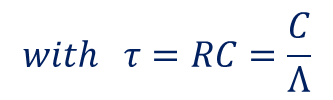 with τ = RC = C/Λ